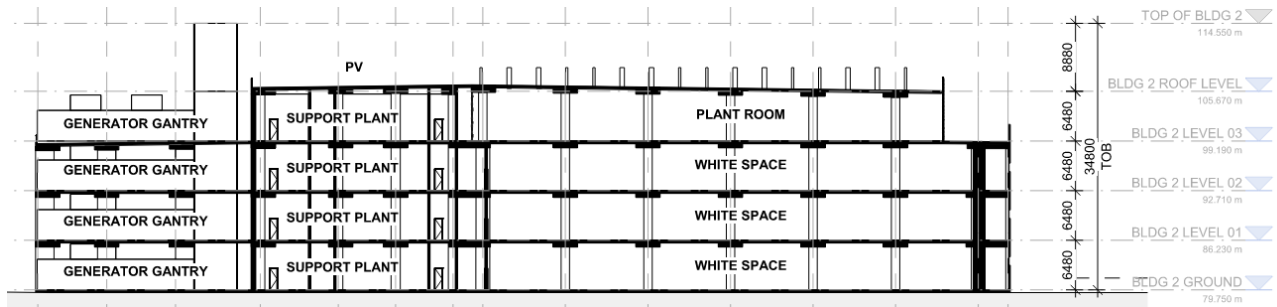 TOP OF BLDG 2
114.550 m
PV
8880
BLDG 2 ROOF LEVEL
105.670 m
GENERATOR GANTRY
SUPPORT PLANT
PLANT ROOM
6480
BLDG 2 LEVEL 03
99.190 m
GENERATOR GANTRY
SUPPORT PLANT
WHITE SPACE
6480
34800
TOB
BLDG 2 LEVEL 02
92.710 m
GENERATOR GANTRY
SUPPORT PLANT
WHITE SPACE
6480
BLDG 2 LEVEL 01
86.230 m
GENERATOR GANTRY
SUPPORT PLANT
WHITE SPACE
6480
BLDG 2 GROUND
79.750 m